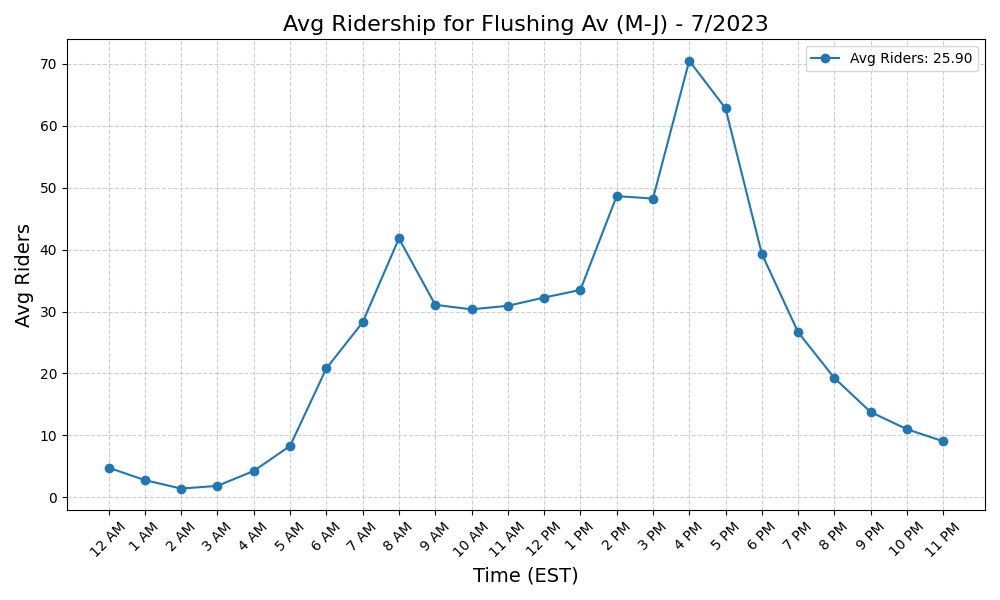 Avg Ridership for Flushing Av (M-J) - 7/2023
Avg Riders: 25.90
Avg Riders
70
60
50
40
30
20
10
0
12 AM
1 AM
2 AM
3 AM
4 AM
5 AM
6 AM
7 AM
8 AM
9 AM
10 AM
11 AM
12 PM
1 PM
2 PM
3 PM
4 PM
5 PM
6 PM
7 PM
8 PM
9 PM
10 PM
11 PM
Time (EST)